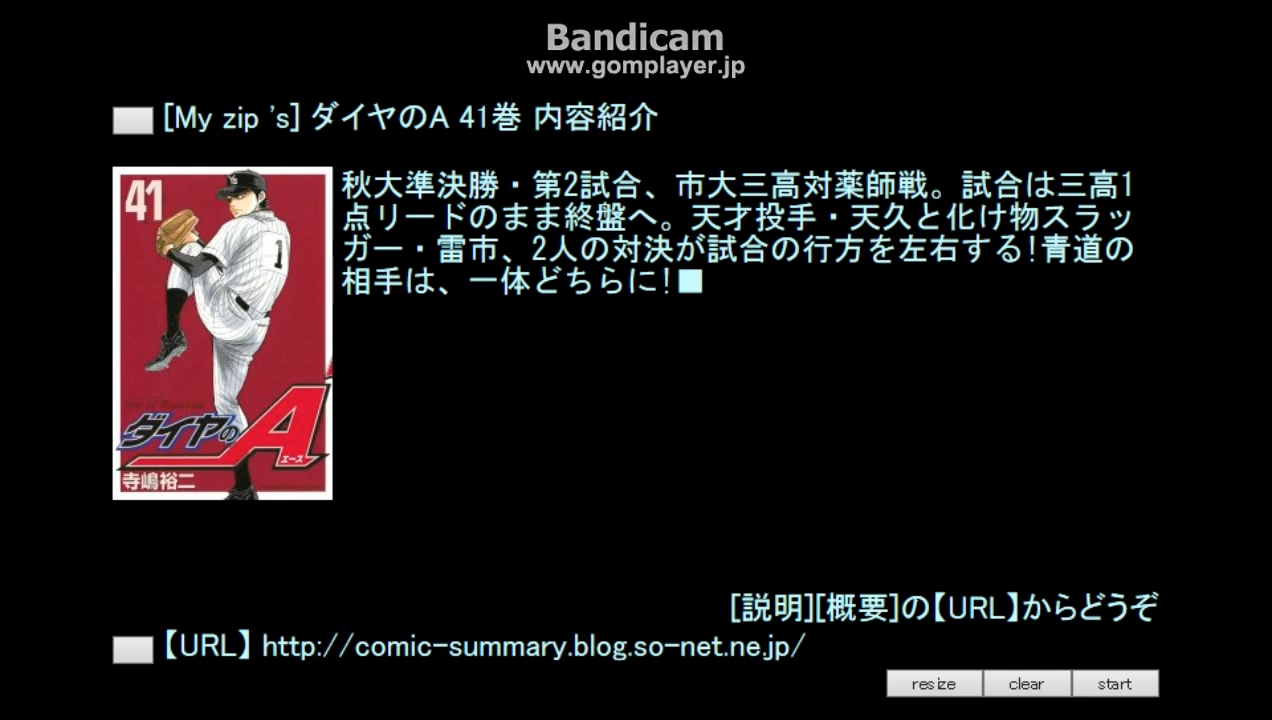 Bandicam
www.gomplayer.jp
[My zip 's] ダイヤのA 41巻 内容紹介
秋大準決勝・第2試合、市大三高対薬師戦。試合は三高1
点リードのまま終盤へ。天才投手・天久と化け物スラッ
ガー・雷市、2人の対決が試合の行方を左右する!青道の
相手は、一体どちらに!■
41
1
ダイヤのA
エース
寺嶋裕二
[説明][概要]の【URL】からどうぞ
【URL】 http://comic-summary.blog.so-net.ne.jp/
resize clear start